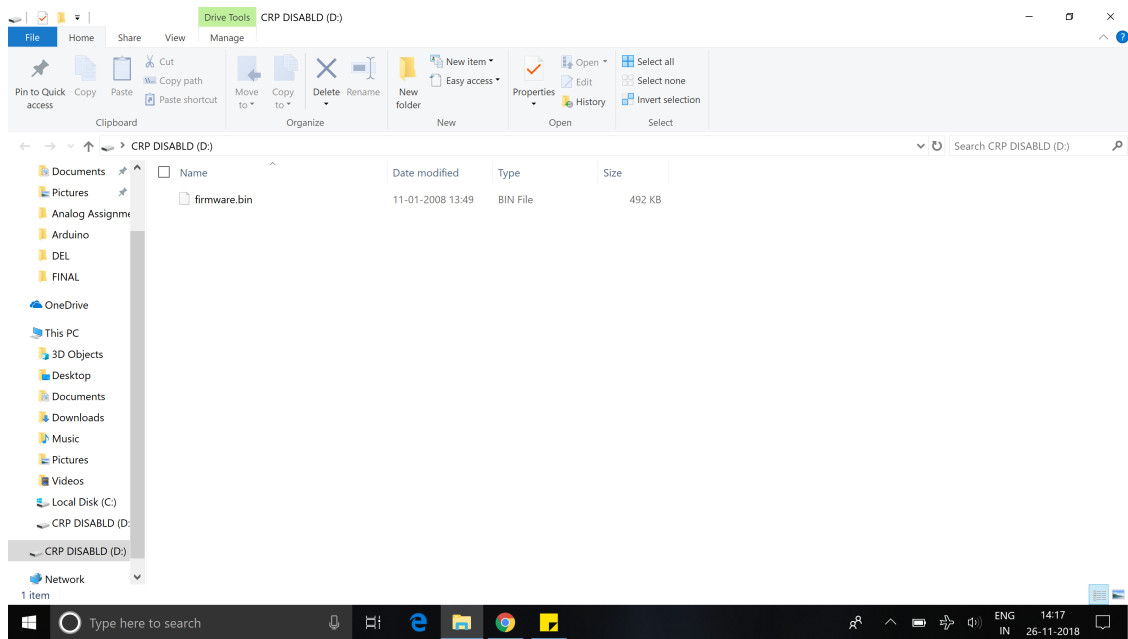 Drive Tools CRP DISABLD (D:)
File Home Share View Manage
Pin to Quick access
Copy
Paste
Cut
Copy path
Paste shortcut
Clipboard
Move to
Copy to
Delete
Rename
Organize
New folder
New item
Easy access
New
Properties
Open
Edit
History
Open
Select all
Select none
Invert selection
Select
CRP DISABLD (D:)
Search CRP DISABLD (D:)
Name Date modified Type Size
firmware.bin 11-01-2008 13:49 BIN File 492 KB
Documents
Pictures
Analog Assignme
Arduino
DEL
FINAL
OneDrive
This PC
3D Objects
Desktop
Documents
Downloads
Music
Pictures
Videos
Local Disk (C:)
CRP DISABLD (D:
CRP DISABLD (D:)
Network
1 item
Type here to search
ENG
IN
14:17
26-11-2018